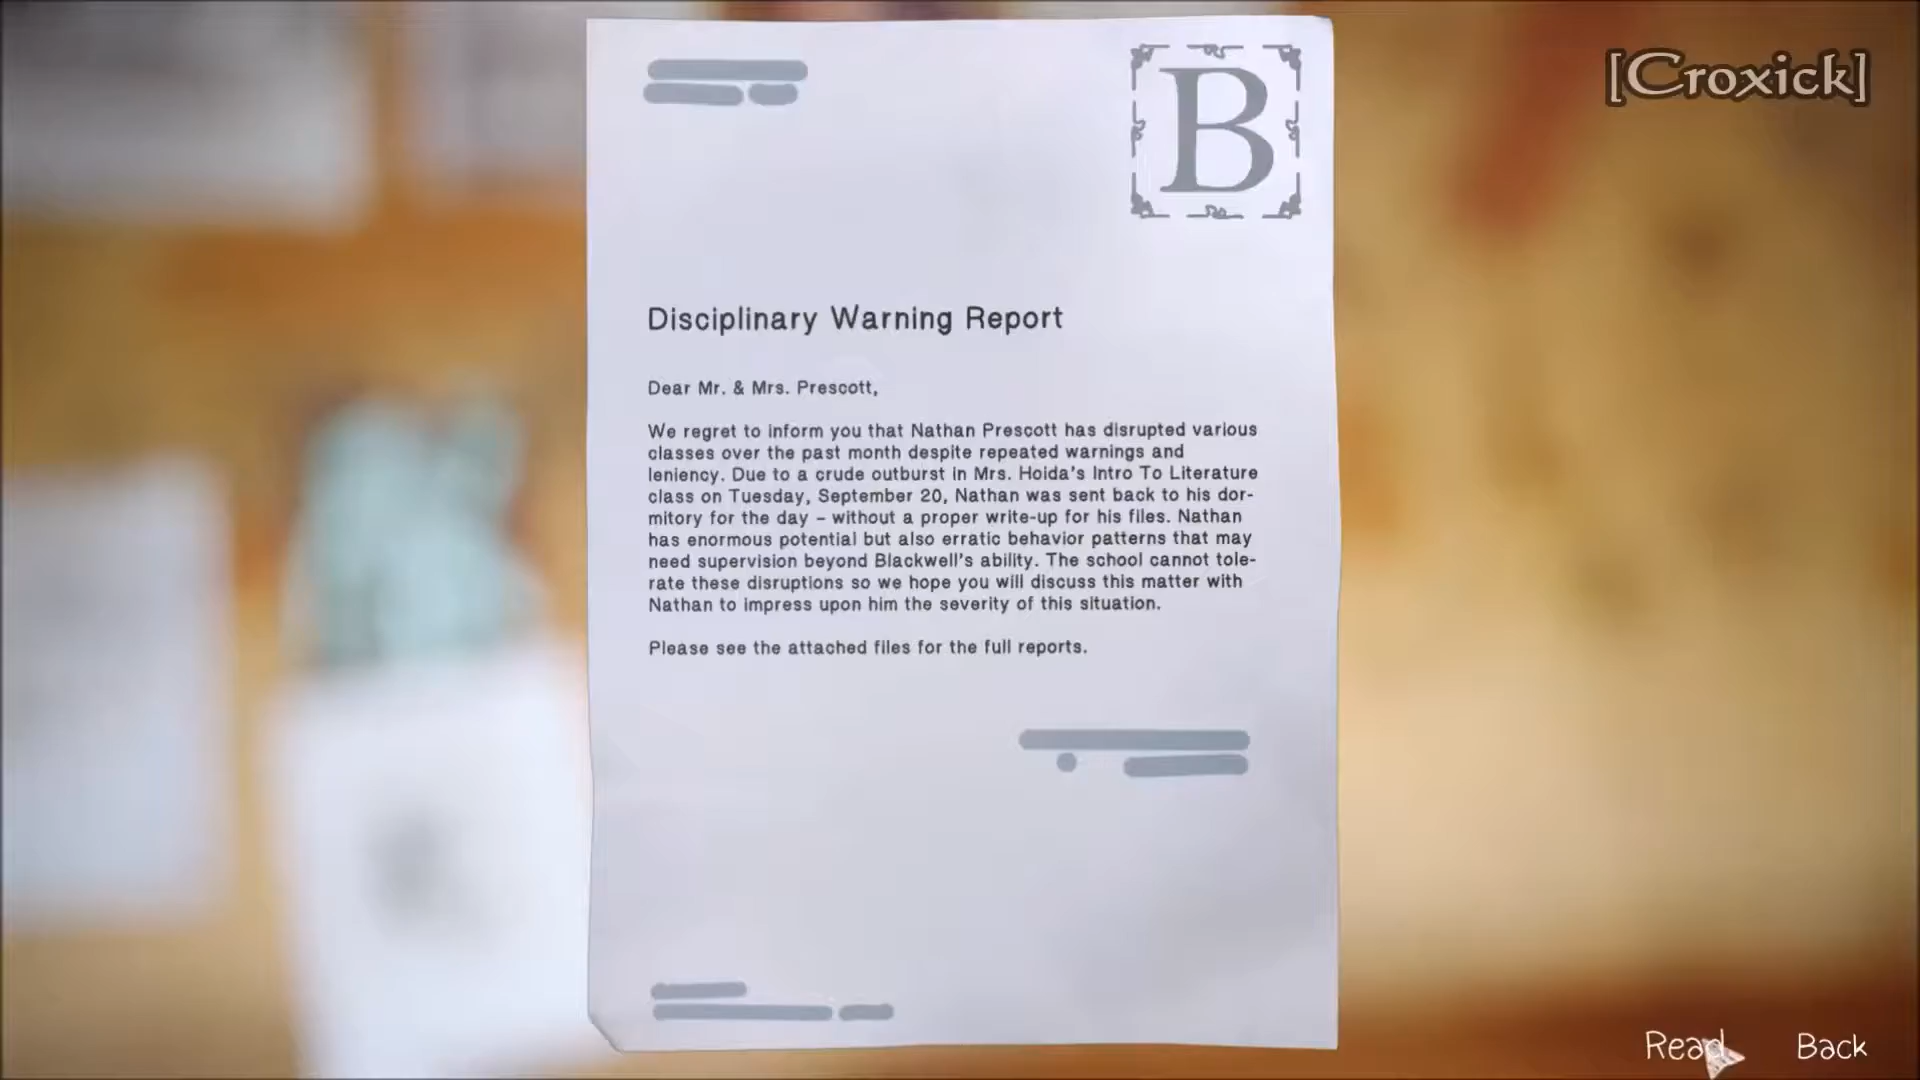 [Croxick]
B
Disciplinary Warning Report
Dear Mr. & Mrs. Prescott,
We regret to inform you that Nathan Prescott has disrupted various
classes over the past month despite repeated warnings and
leniency. Due to a crude outburst in Mrs. Hoida's Intro To Literature
class on Tuesday, September 20, Nathan was sent back to his dor-
mitory for the day – without a proper write-up for his files. Nathan
has enormous potential but also erratic behavior patterns that may
need supervision beyond Blackwell's ability. The school cannot tole-
rate these disruptions so we hope you will discuss this matter with
Nathan to impress upon him the severity of this situation.
Please see the attached files for the full reports.
Read Back